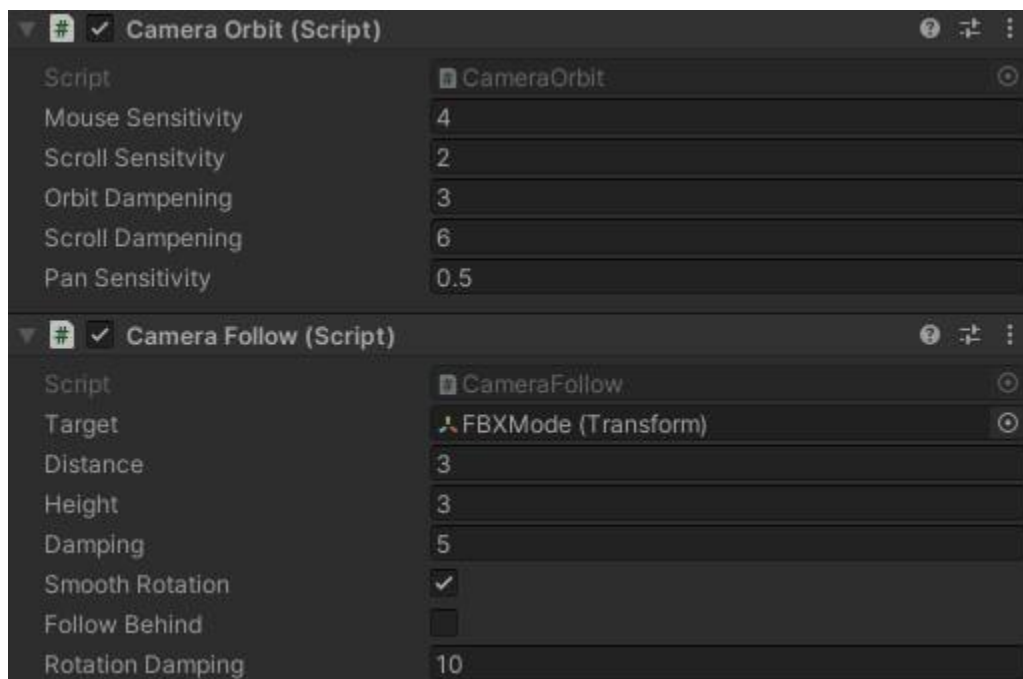 # Camera Orbit (Script)
Script # CameraOrbit
Mouse Sensitivity 4
Scroll Sensitvity 2
Orbit Dampening 3
Scroll Dampening 6
Pan Sensitivity 0.5
# Camera Follow (Script)
Script # CameraFollow
Target FBXMode (Transform)
Distance 3
Height 3
Damping 5
Smooth Rotation
Follow Behind
Rotation Damping 10